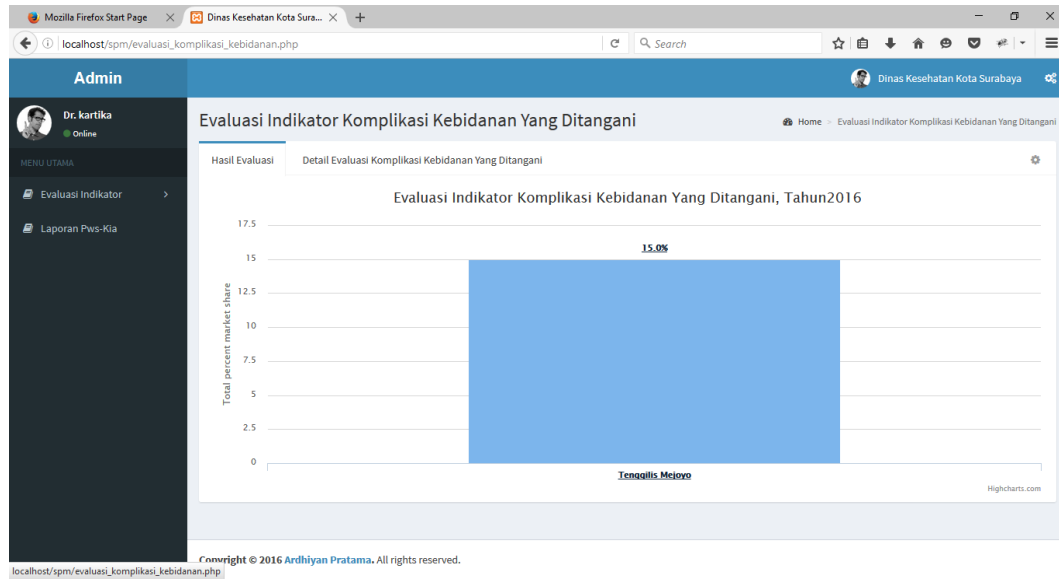 Mozilla Firefox Start Page
Dinas Kesehatan Kota Sura...
localhost/spm/evaluasi_komplikasi_kebidanan.php
Search
Admin
Dinas Kesehatan Kota Surabaya
Dr. kartika
Online
MENU UTAMA
Evaluasi Indikator
Laporan Pws-Kia
Evaluasi Indikator Komplikasi Kebidanan Yang Ditangani
Home > Evaluasi Indikator Komplikasi Kebidanan Yang Ditangani
Hasil Evaluasi
Detail Evaluasi Komplikasi Kebidanan Yang Ditangani
Evaluasi Indikator Komplikasi Kebidanan Yang Ditangani, Tahun2016
Total percent market share
17.5
15
12.5
10
7.5
5
2.5
0
15.0%
Tenggilis Mejoyo
Highcharts.com
Copyright © 2016 Ardhiyan Pratama. All rights reserved.
localhost/spm/evaluasi_komplikasi_kebidanan.php